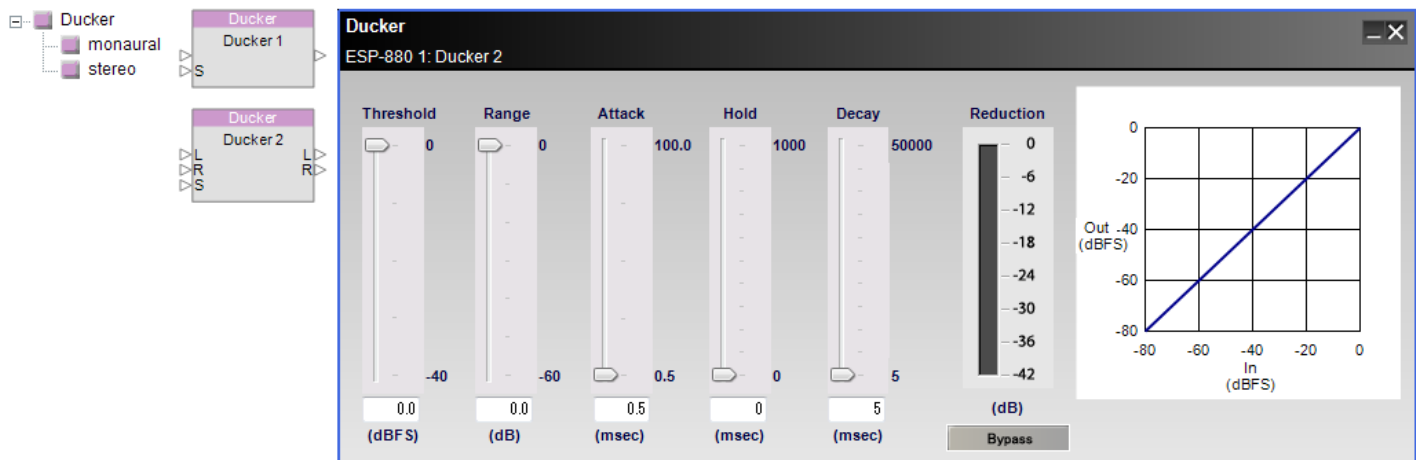 Ducker
monaural
stereo
Ducker
Ducker 1
S
Ducker
Ducker 2
L L
R R
S
Ducker
ESP-880 1: Ducker 2
Threshold Range Attack Hold Decay Reduction
0 0 100.0 1000 50000 0
-6
-12
-18
-24
-30
-36
-40 -60 0.5 0 5 -42
0.0 0.0 0.5 0 5
(dBFS) (dB) (msec) (msec) (msec) (dB)
Bypass
0
-20
Out -40
(dBFS)
-60
-80
-80 -60 -40 -20 0
In
(dBFS)